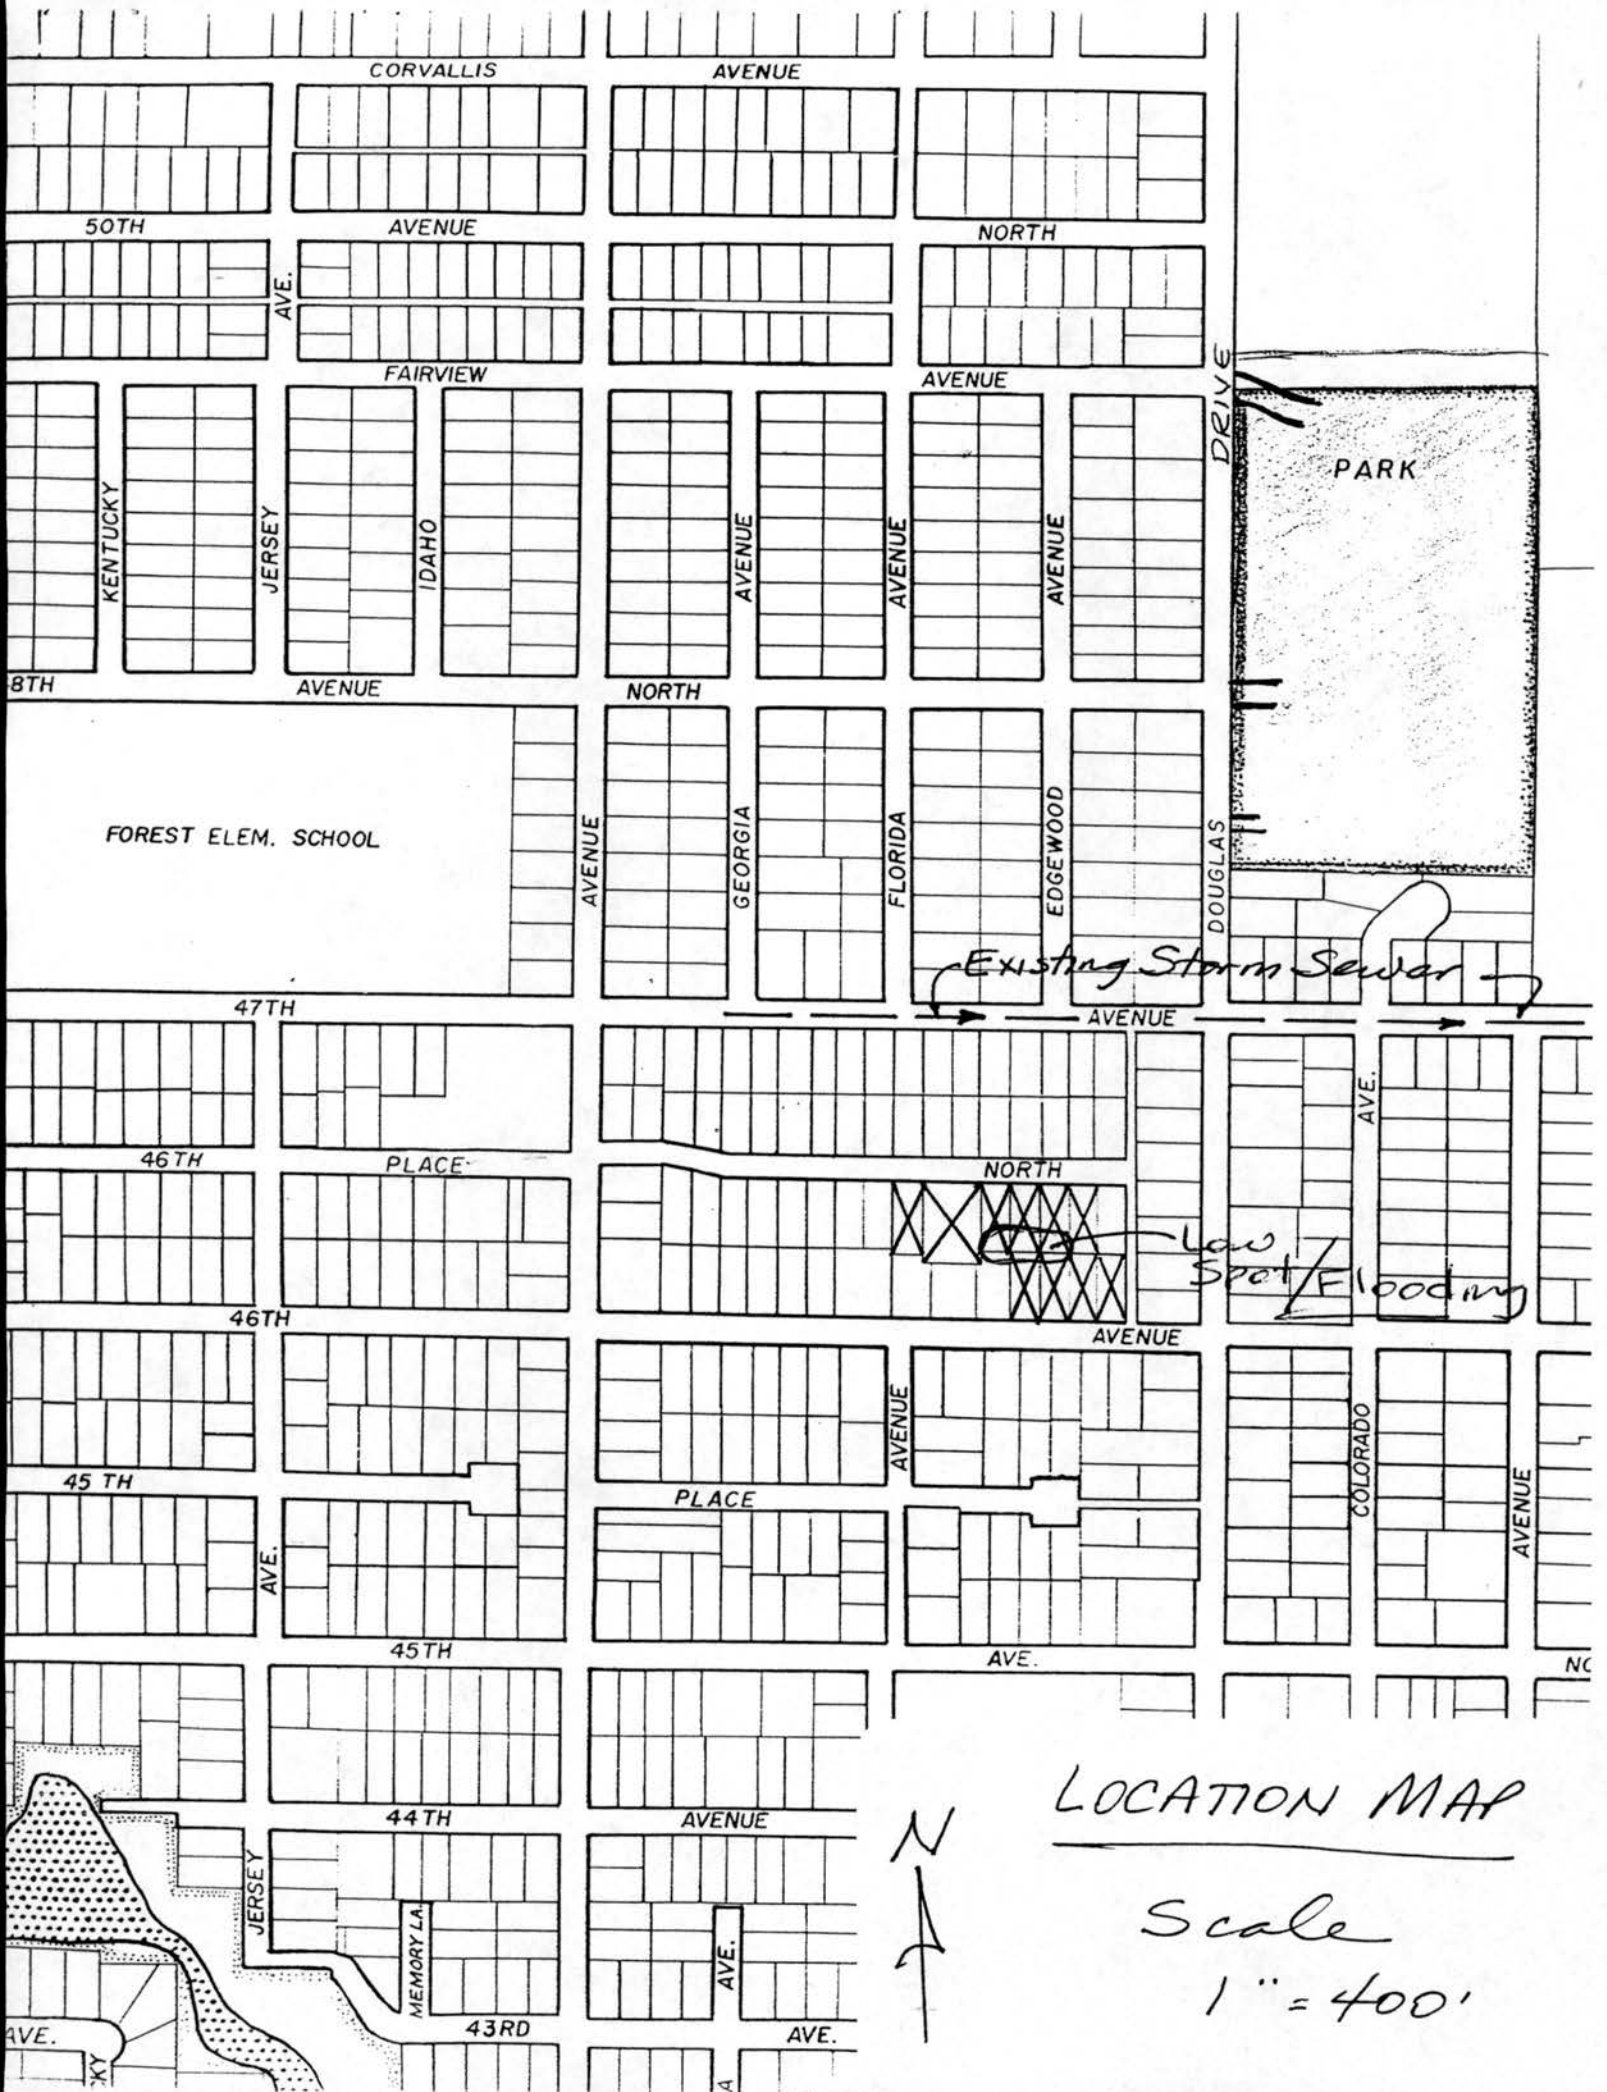 CORVALLIS AVENUE
50TH AVENUE NORTH
AVE.
FAIRVIEW AVENUE
DRIVE
PARK
KENTUCKY
JERSEY
IDAHO
AVENUE
AVENUE
AVENUE
8TH AVENUE NORTH
FOREST ELEM. SCHOOL
AVENUE
GEORGIA
FLORIDA
EDGEWOOD
DOUGLAS
Existing Storm Sewer
47TH AVENUE
AVE.
46TH PLACE NORTH
Low
Spot/Flooding
46TH AVENUE
AVENUE
COLORADO
AVENUE
45 TH PLACE
AVE.
45TH AVE. NO
LOCATION MAP
44TH AVENUE
N
JERSEY
MEMORY LA.
AVE.
Scale
1" = 400'
43RD AVE.
AVE.
KY
A